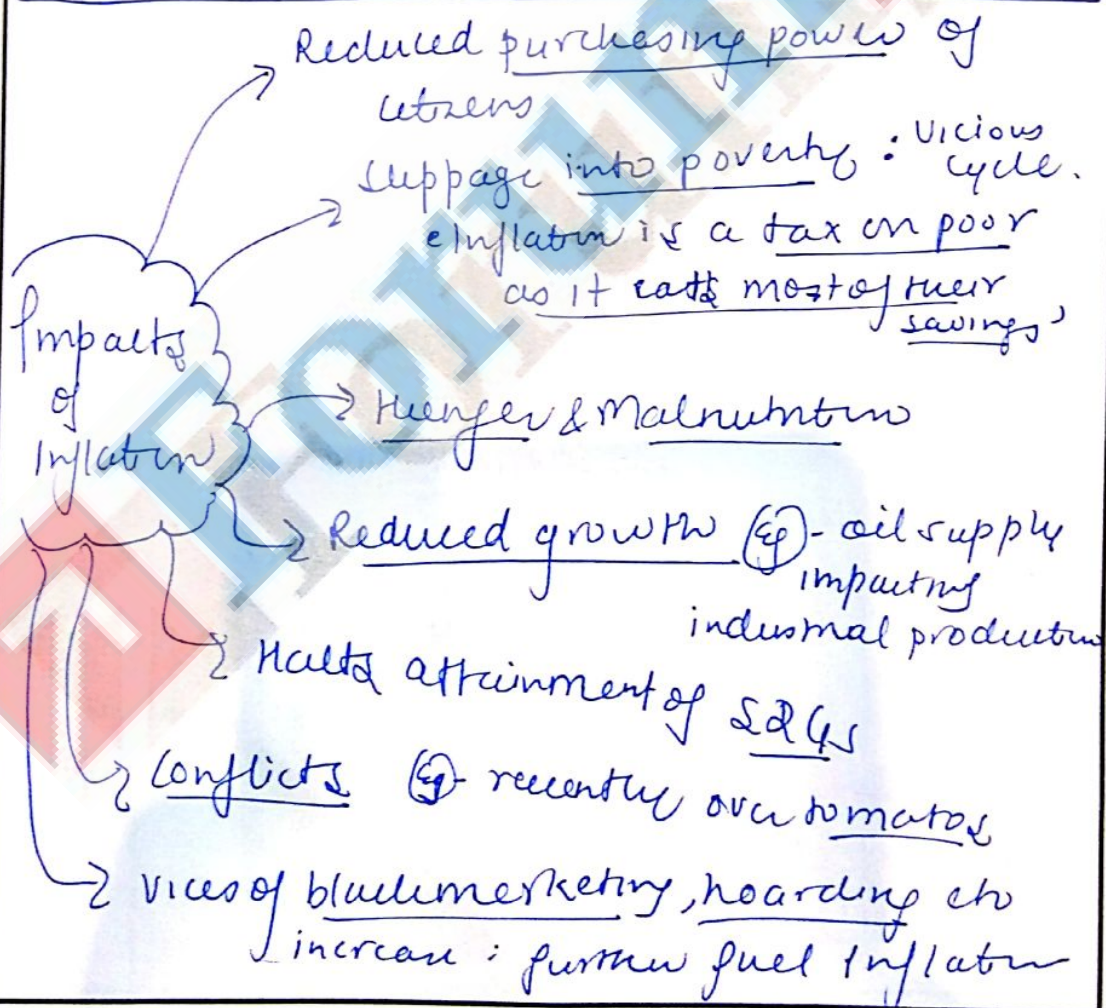 Reduced purchasing power of
citizens
slippage into poverty : vicious
cycle.
'Inflation is a tax on poor
as it eats most of their
savings'
Impacts
of
Inflation
Hunger & Malnutrition
Reduced growth eg - oil supply
impacting
industrial production
Halts attainment of SDGs
Conflicts eg - recently over tomatos
vices of blackmarketing, hoarding etc
increase : further fuel Inflation
Forum